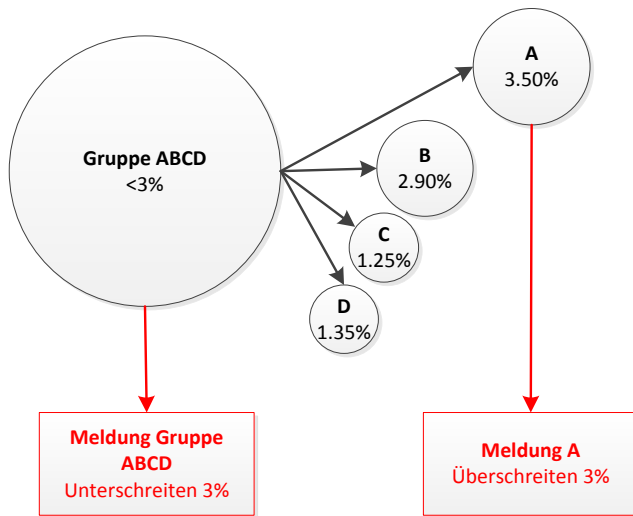 Gruppe ABCD
<3%
A
3.50%
B
2.90%
C
1.25%
D
1.35%
Meldung Gruppe
ABCD
Unterschreiten 3%
Meldung A
Überschreiten 3%